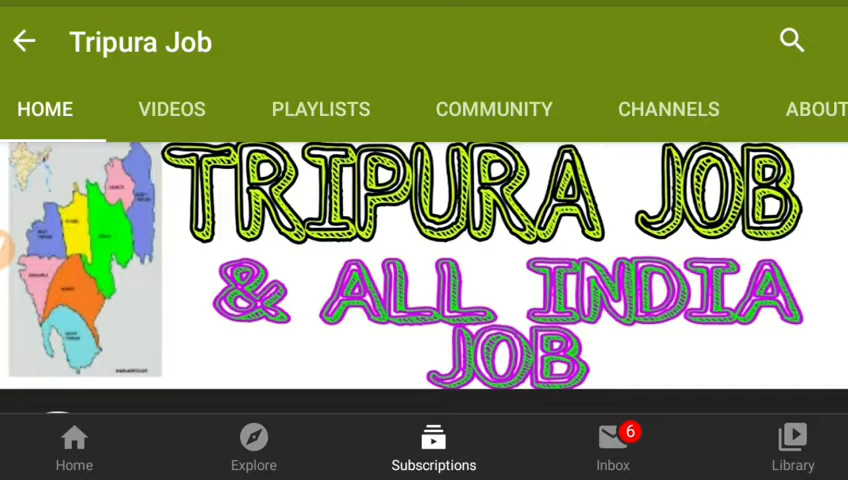 Tripura Job
HOME VIDEOS PLAYLISTS COMMUNITY CHANNELS ABOUT
TRIPURA JOB
& ALL INDIA
JOB
6
Home Explore Subscriptions Inbox Library